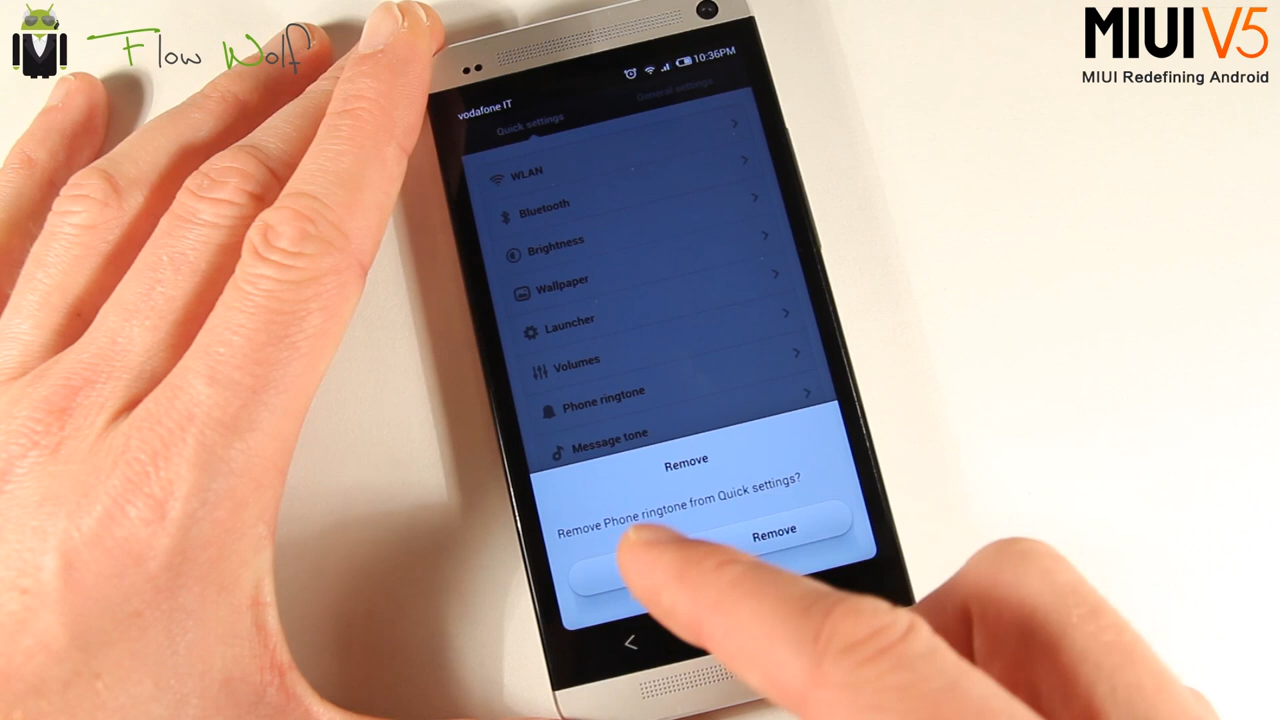 Flow Wolf
MIUI V5
MIUI Redefining Android
10:36PM
vodafone IT
Quick settings
General settings
WLAN
Bluetooth
Brightness
Wallpaper
Launcher
Volumes
Phone ringtone
Message tone
Remove
Remove Phone ringtone from Quick settings?
Remove